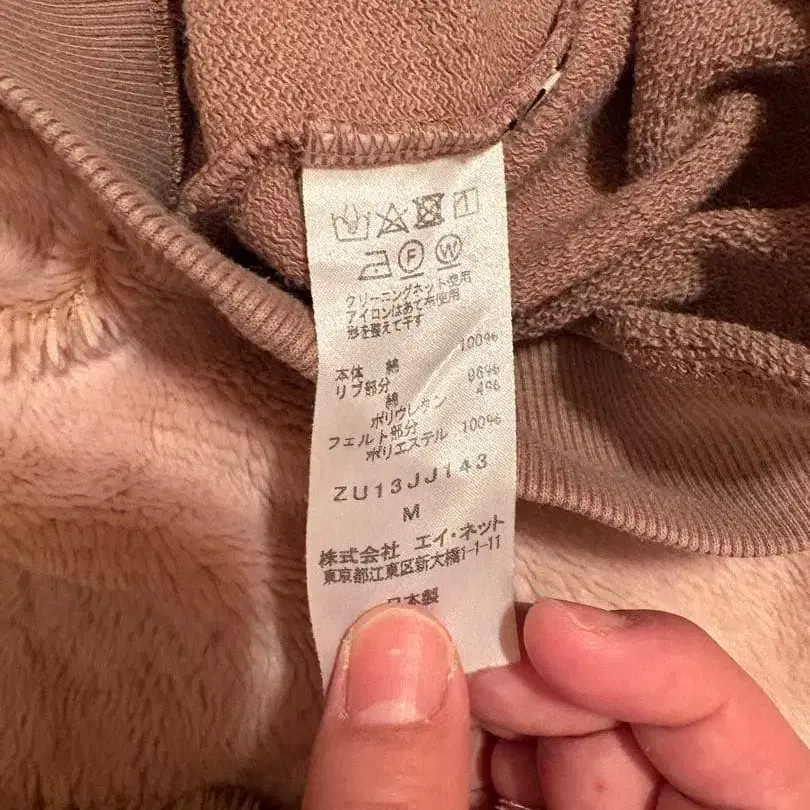 F W
クリーニングネット使用
アイロンはあて布使用
形を整えて干す
本体 綿 100%
リブ部分
綿 96%
ポリウレタン 4%
フェルト部分
ポリエステル 100%
ZU13JJ143
M
株式会社 エイ・ネット
東京都江東区新大橋1-1-11
日本製